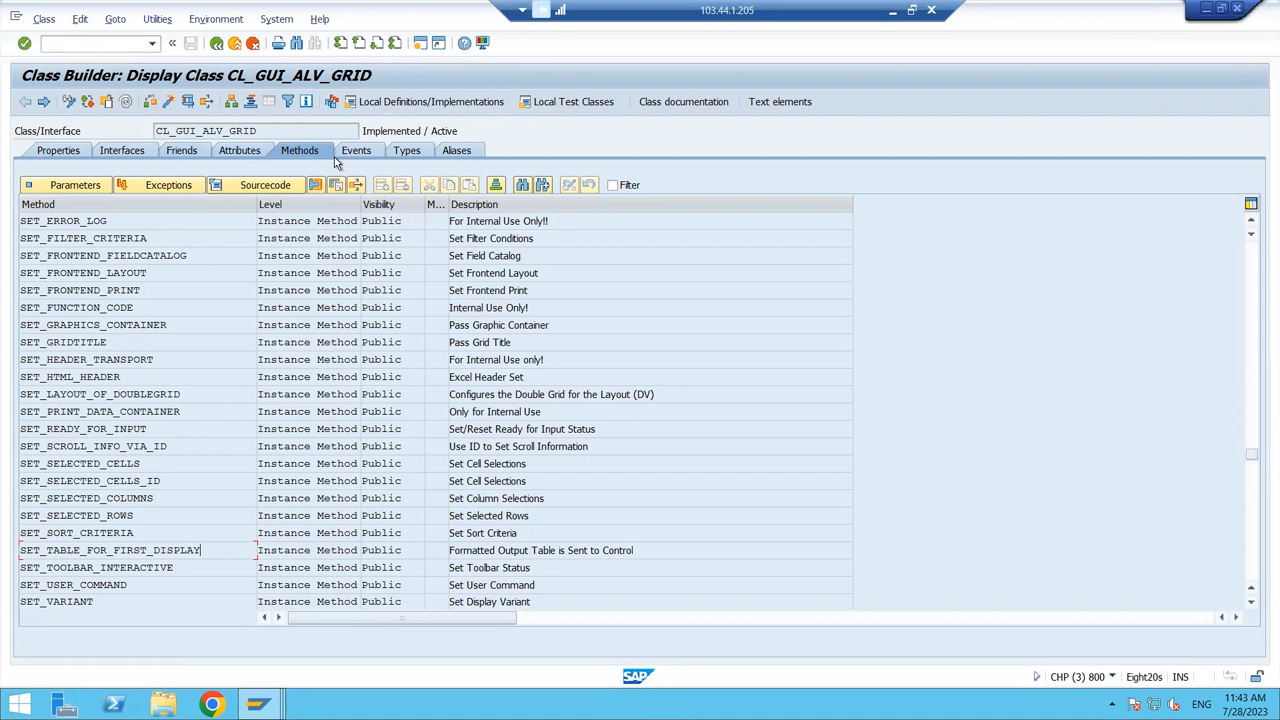 Class Edit Goto Utilities Environment System Help
103.44.1.205
Class Builder: Display Class CL_GUI_ALV_GRID
Local Definitions/Implementations Local Test Classes Class documentation Text elements
Class/Interface CL_GUI_ALV_GRID Implemented / Active
Properties Interfaces Friends Attributes Methods Events Types Aliases
Parameters Exceptions Sourcecode Filter
Method Level Visibility M... Description
SET_ERROR_LOG Instance Method Public For Internal Use Only!!
SET_FILTER_CRITERIA Instance Method Public Set Filter Conditions
SET_FRONTEND_FIELDCATALOG Instance Method Public Set Field Catalog
SET_FRONTEND_LAYOUT Instance Method Public Set Frontend Layout
SET_FRONTEND_PRINT Instance Method Public Set Frontend Print
SET_FUNCTION_CODE Instance Method Public Internal Use Only!
SET_GRAPHICS_CONTAINER Instance Method Public Pass Graphic Container
SET_GRIDTITLE Instance Method Public Pass Grid Title
SET_HEADER_TRANSPORT Instance Method Public For Internal Use only!
SET_HTML_HEADER Instance Method Public Excel Header Set
SET_LAYOUT_OF_DOUBLEGRID Instance Method Public Configures the Double Grid for the Layout (DV)
SET_PRINT_DATA_CONTAINER Instance Method Public Only for Internal Use
SET_READY_FOR_INPUT Instance Method Public Set/Reset Ready for Input Status
SET_SCROLL_INFO_VIA_ID Instance Method Public Use ID to Set Scroll Information
SET_SELECTED_CELLS Instance Method Public Set Cell Selections
SET_SELECTED_CELLS_ID Instance Method Public Set Cell Selections
SET_SELECTED_COLUMNS Instance Method Public Set Column Selections
SET_SELECTED_ROWS Instance Method Public Set Selected Rows
SET_SORT_CRITERIA Instance Method Public Set Sort Criteria
SET_TABLE_FOR_FIRST_DISPLAY Instance Method Public Formatted Output Table is Sent to Control
SET_TOOLBAR_INTERACTIVE Instance Method Public Set Toolbar Status
SET_USER_COMMAND Instance Method Public Set User Command
SET_VARIANT Instance Method Public Set Display Variant
SAP
CHP (3) 800 Eight20s INS
ENG 11:43 AM
7/28/2023